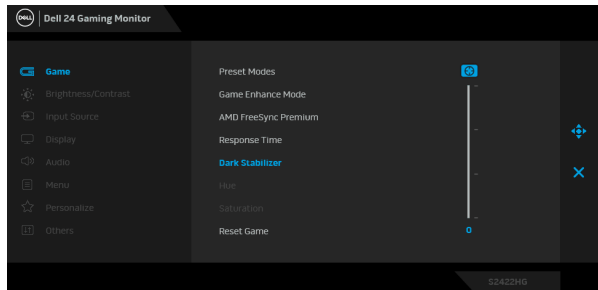 DELL
Dell 24 Gaming Monitor
Game
Brightness/Contrast
Input Source
Display
Audio
Menu
Personalize
Others
Preset Modes
Game Enhance Mode
AMD FreeSync Premium
Response Time
Dark Stabilizer
Hue
Saturation
Reset Game
0
S2422HG